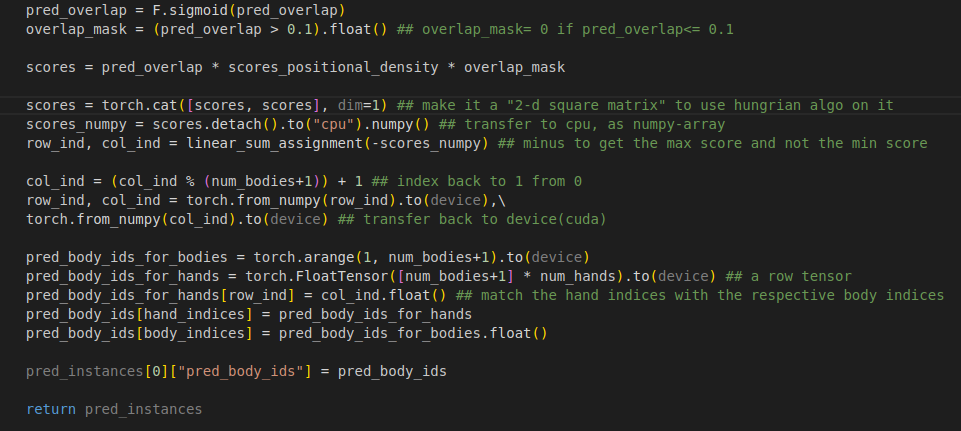 pred_overlap = F.sigmoid(pred_overlap)
overlap_mask = (pred_overlap > 0.1).float() ## overlap_mask= 0 if pred_overlap<= 0.1
scores = pred_overlap * scores_positional_density * overlap_mask
scores = torch.cat([scores, scores], dim=1) ## make it a "2-d square matrix" to use hungrian algo on it
scores_numpy = scores.detach().to("cpu").numpy() ## transfer to cpu, as numpy-array
row_ind, col_ind = linear_sum_assignment(-scores_numpy) ## minus to get the max score and not the min score
col_ind = (col_ind % (num_bodies+1)) + 1 ## index back to 1 from 0
row_ind, col_ind = torch.from_numpy(row_ind).to(device),\
torch.from_numpy(col_ind).to(device) ## transfer back to device(cuda)
pred_body_ids_for_bodies = torch.arange(1, num_bodies+1).to(device)
pred_body_ids_for_hands = torch.FloatTensor([num_bodies+1] * num_hands).to(device) ## a row tensor
pred_body_ids_for_hands[row_ind] = col_ind.float() ## match the hand indices with the respective body indices
pred_body_ids[hand_indices] = pred_body_ids_for_hands
pred_body_ids[body_indices] = pred_body_ids_for_bodies.float()
pred_instances[0]["pred_body_ids"] = pred_body_ids
return pred_instances